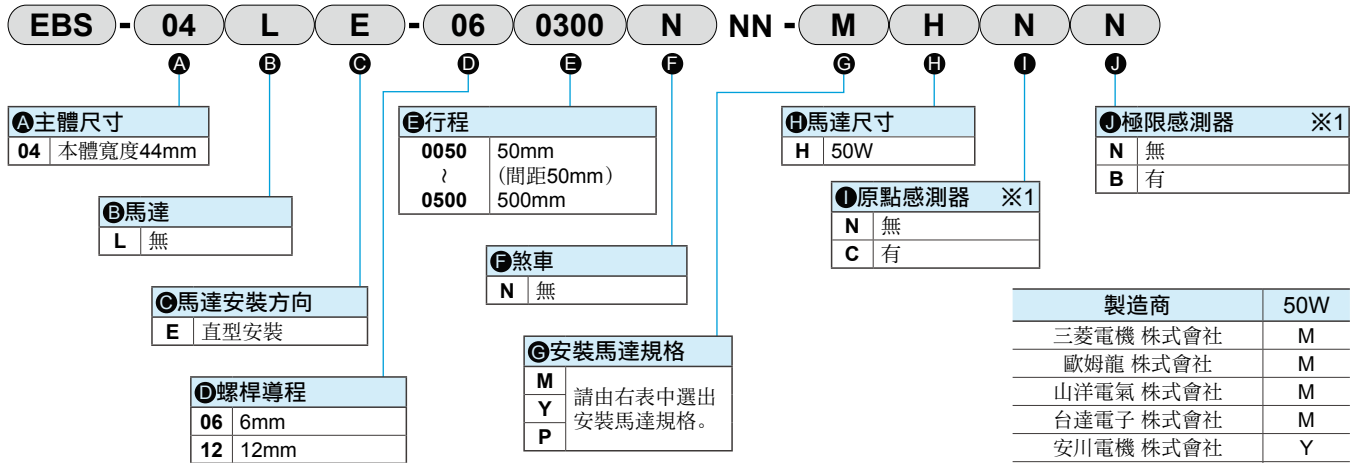 EBS - 04 L E - 06 0300 N NN - M H N N
A B C D E F G H I J
A主體尺寸
04 本體寬度44mm
B馬達
L 無
C馬達安裝方向
E 直型安裝
D螺桿導程
06 6mm
12 12mm
E行程
0050 50mm
~ (間距50mm)
0500 500mm
F煞車
N 無
G安裝馬達規格
M
Y
P
請由右表中選出
安裝馬達規格。
H馬達尺寸
H 50W
I原點感測器 ※1
N 無
C 有
J極限感測器 ※1
N 無
B 有
製造商 50W
三菱電機 株式會社 M
歐姆龍 株式會社 M
山洋電氣 株式會社 M
台達電子 株式會社 M
安川電機 株式會社 Y